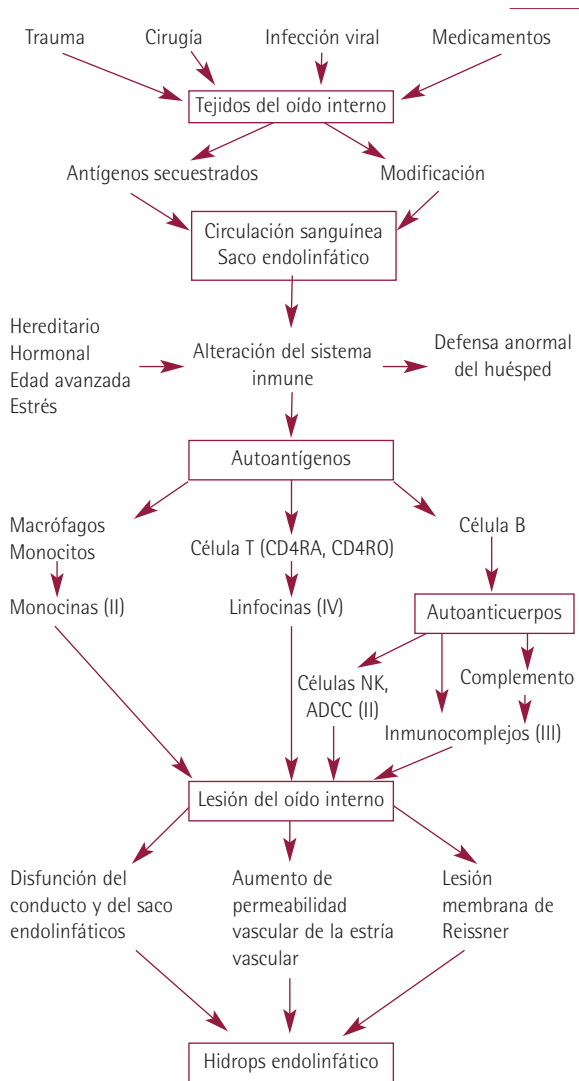 Trauma
Cirugía
Infección viral
Medicamentos
Tejidos del oído interno
Antígenos secuestrados
Modificación
Circulación sanguínea
Saco endolinfático
Hereditario
Hormonal
Edad avanzada
Estrés
Alteración del sistema
inmune
Defensa anormal
del huésped
Autoantígenos
Macrófagos
Monocitos
Célula T (CD4RA, CD4RO)
Célula B
Monocinas (II)
Linfocinas (IV)
Autoanticuerpos
Células NK,
ADCC (II)
Complemento
Inmunocomplejos (III)
Lesión del oído interno
Disfunción del
conducto y del saco
endolinfáticos
Aumento de
permeabilidad
vascular de la estría
vascular
Lesión
membrana de
Reissner
Hidrops endolinfático